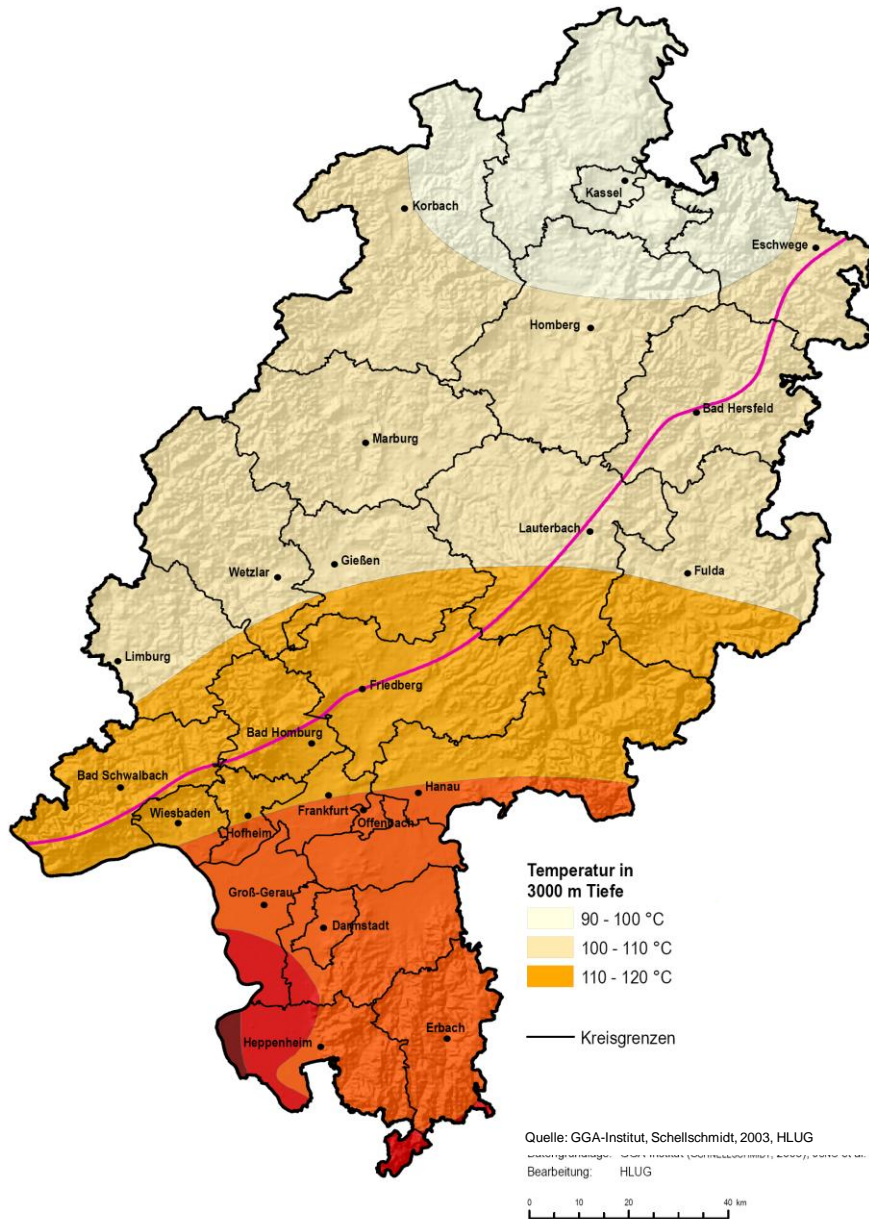 Kassel
Korbach
Eschwege
Homberg
Bad Hersfeld
Marburg
Lauterbach
Gießen
Wetzlar
Fulda
Limburg
Friedberg
Bad Homburg
Bad Schwalbach
Hanau
Wiesbaden
Frankfurt
Offenbach
Hofheim
Groß-Gerau
Darmstadt
Erbach
Heppenheim
Temperatur in
3000 m Tiefe
90 - 100 °C
100 - 110 °C
110 - 120 °C
Kreisgrenzen
Quelle: GGA-Institut, Schellschmidt, 2003, HLUG
Bearbeitung: HLUG
0 10 20 40 km